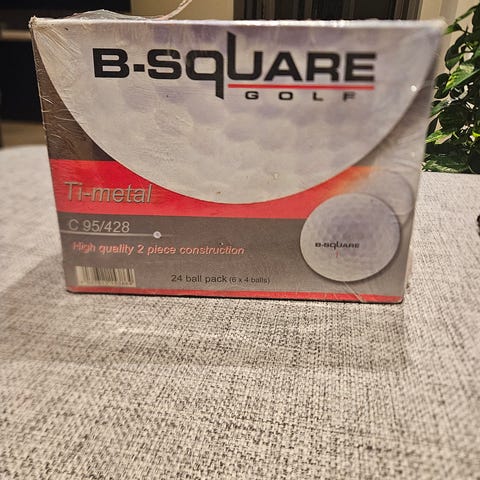 B-SQUARE
GOLF
Ti-metal
C 95/428
High quality 2 piece construction
B-SQUARE
24 ball pack (6 x 4 balls)